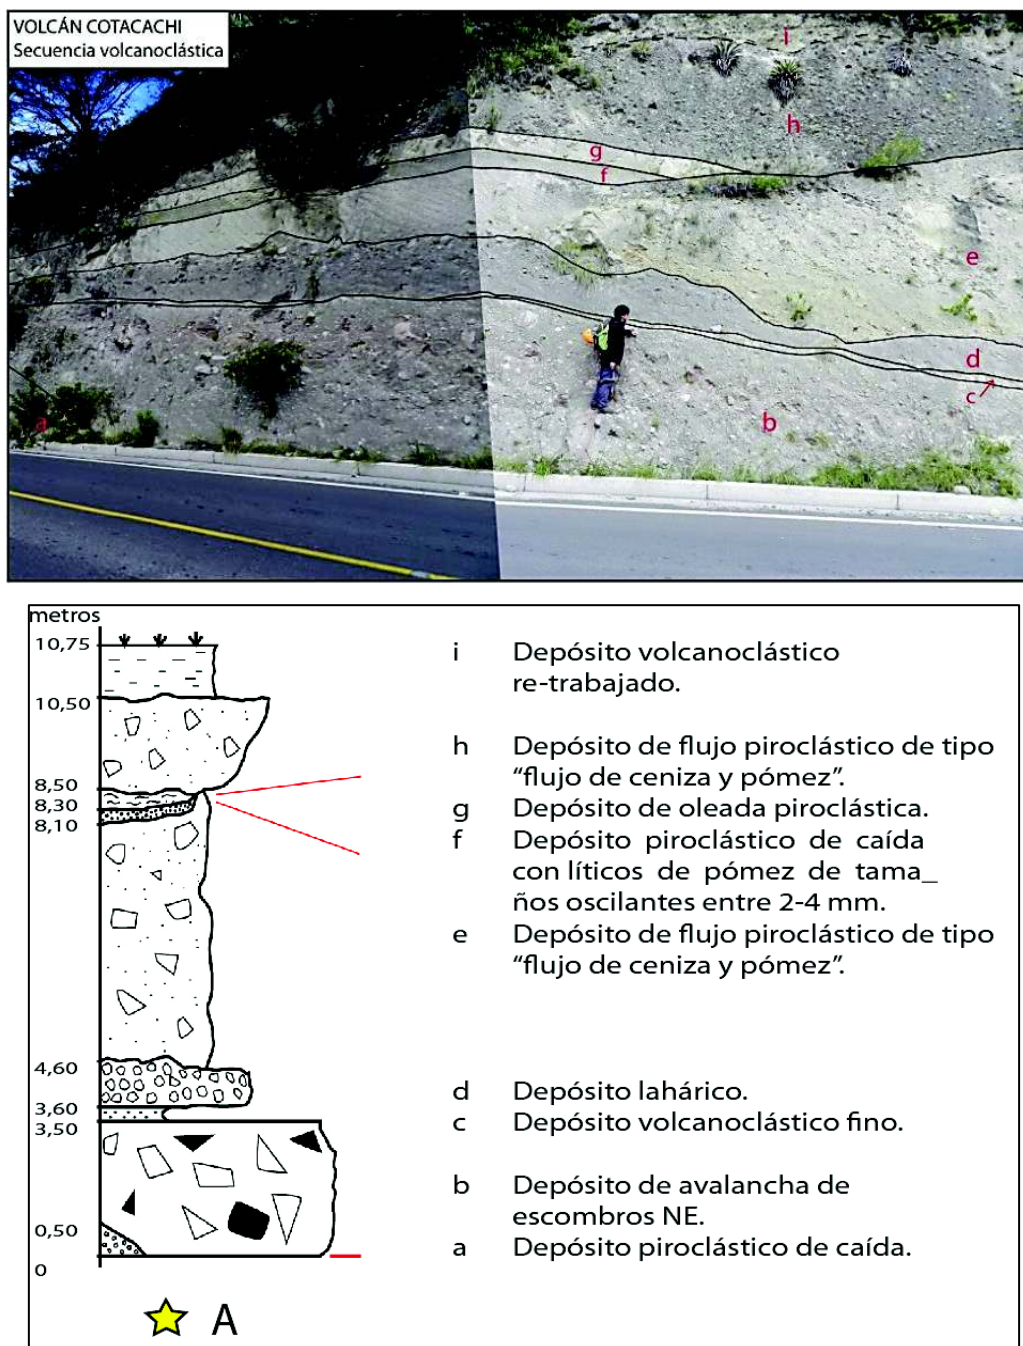 VOLCÁN COTACACHI
Secuencia volcanoclástica
i
h
g
f
e
d
c
b
a
metros
10,75
10,50
8,50
8,30
8,10
4,60
3,60
3,50
0,50
0
i Depósito volcanoclástico
re-trabajado.
h Depósito de flujo piroclástico de tipo
“flujo de ceniza y pómez”.
g Depósito de oleada piroclástica.
f Depósito piroclástico de caída
con líticos de pómez de tama_
ños oscilantes entre 2-4 mm.
e Depósito de flujo piroclástico de tipo
“flujo de ceniza y pómez”.
d Depósito lahárico.
c Depósito volcanoclástico fino.
b Depósito de avalancha de
escombros NE.
a Depósito piroclástico de caída.
A